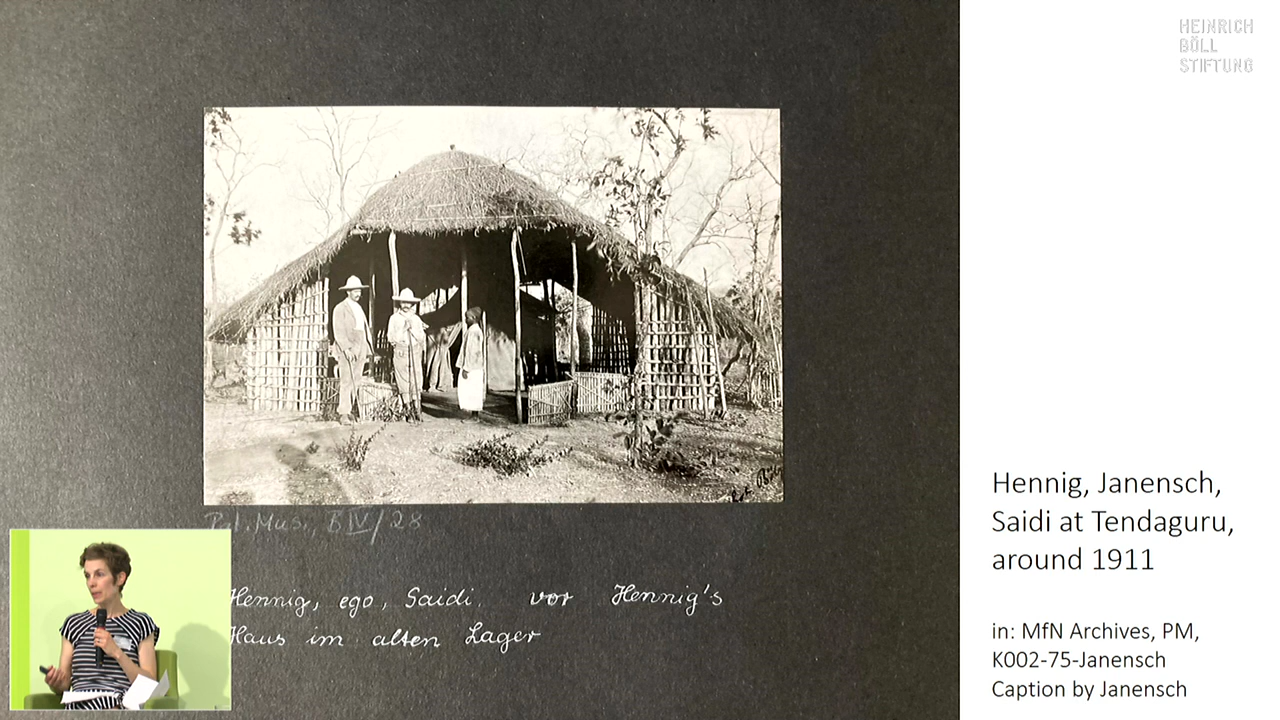 HEINRICH
BÖLL
STIFTUNG
Pal. Mus., B IV/28
Hennig, ego, Saidi. vor Hennig's
Haus im alten Lager
Hennig, Janensch,
Saidi at Tendaguru,
around 1911
in: MfN Archives, PM,
K002-75-Janensch
Caption by Janensch